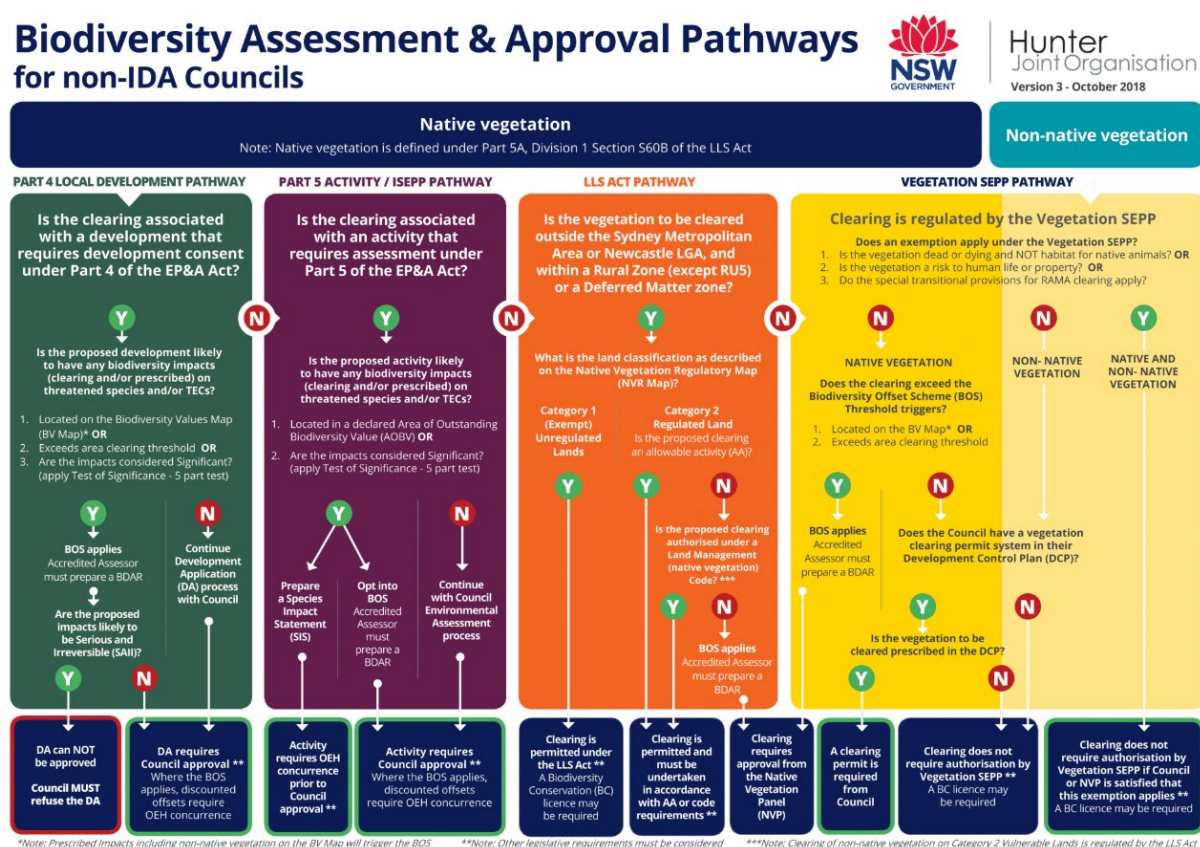 Biodiversity Assessment & Approval Pathways
for non-IDA Councils
NSW
GOVERNMENT
Hunter
Joint Organisation
Version 3 - October 2018
Native vegetation
Note: Native vegetation is defined under Part 5A, Division 1 Section S60B of the LLS Act
Non-native vegetation
PART 4 LOCAL DEVELOPMENT PATHWAY
Is the clearing associated
with a development that
requires development consent
under Part 4 of the EP&A Act?
Y
N
Is the proposed development likely
to have any biodiversity impacts
(clearing and/or prescribed) on
threatened species and/or TECs?
1. Located on the Biodiversity Values Map
(BV Map)* OR
2. Exceeds area clearing threshold OR
3. Are the impacts considered Significant?
(apply Test of Significance - 5 part test)
Y
N
BOS applies
Accredited Assessor
must prepare a BDAR
Are the proposed
impacts likely to
be Serious and
Irreversible (SAII)?
Continue
Development
Application
(DA) process
with Council
Y
N
DA can NOT
be approved
Council MUST
refuse the DA
DA requires
Council approval **
Where the BOS
applies, discounted
offsets require
OEH concurrence
PART 5 ACTIVITY / ISEPP PATHWAY
Is the clearing associated
with an activity that
requires assessment under
Part 5 of the EP&A Act?
Y
N
Is the proposed activity likely
to have any biodiversity impacts
(clearing and/or prescribed) on
threatened species and/or TECs?
1. Located in a declared Area of Outstanding
Biodiversity Value (AOBV) OR
2. Are the impacts considered Significant?
(apply Test of Significance - 5 part test)
Y
N
Prepare
a Species
Impact
Statement
(SIS)
Opt into
BOS
Accredited
Assessor
must
prepare a
BDAR
Continue
with Council
Environmental
Assessment
process
Activity
requires OEH
concurrence
prior to
Council
approval **
Activity requires
Council approval **
Where the BOS applies,
discounted offsets
require OEH concurrence
LLS ACT PATHWAY
Is the vegetation to be cleared
outside the Sydney Metropolitan
Area or Newcastle LGA, and
within a Rural Zone (except RU5)
or a Deferred Matter zone?
Y
N
What is the land classification as described
on the Native Vegetation Regulatory Map
(NVR Map)?
Category 1
(Exempt)
Unregulated
Lands
Category 2
Regulated Land
Is the proposed clearing
an allowable activity (AA)?
Y
Y
N
Is the proposed clearing
authorised under a
Land Management
(native vegetation)
Code? ***
Y
N
BOS applies
Accredited Assessor
must prepare a
BDAR
Clearing is
permitted under
the LLS Act **
A Biodiversity
Conservation (BC)
licence may
be required
Clearing is
permitted and
must be
undertaken
in accordance
with AA or code
requirements **
Clearing
requires
approval from
the Native
Vegetation
Panel
(NVP)
VEGETATION SEPP PATHWAY
Clearing is regulated by the Vegetation SEPP
Does an exemption apply under the Vegetation SEPP?
1. Is the vegetation dead or dying and NOT habitat for native animals? OR
2. Is the vegetation a risk to human life or property? OR
3. Do the special transitional provisions for RAMA clearing apply?
N
N
Y
NATIVE VEGETATION
Does the clearing exceed the
Biodiversity Offset Scheme (BOS)
Threshold triggers?
1. Located on the BV Map* OR
2. Exceeds area clearing threshold
NON- NATIVE
VEGETATION
NATIVE AND
NON- NATIVE
VEGETATION
Y
N
BOS applies
Accredited
Assessor must
prepare a BDAR
Does the Council have a vegetation
clearing permit system in their
Development Control Plan (DCP)?
Y
N
Is the vegetation to be
cleared prescribed in the DCP?
Y
N
A clearing
permit is
required
from
Council
Clearing does not
require authorisation by
Vegetation SEPP **
A BC licence may
be required
Clearing does not
require authorisation by
Vegetation SEPP if Council
or NVP is satisfied that
this exemption applies **
A BC licence may be required
*Note: Prescribed Impacts including non-native vegetation on the BV Map will trigger the BOS
**Note: Other legislative requirements must be considered
***Note: Clearing of non-native vegetation on Category 2 Vulnerable Lands is regulated by the LLS Act